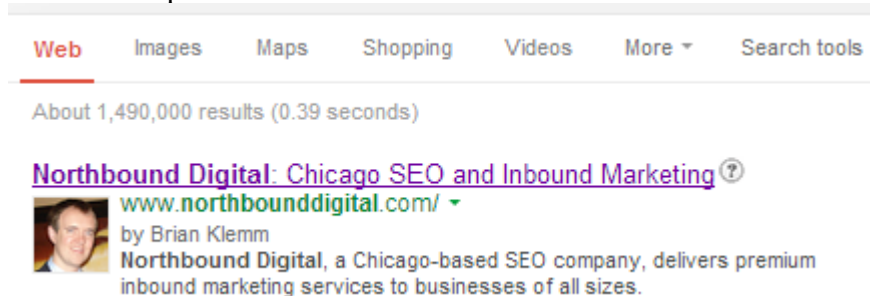 Web Images Maps Shopping Videos More Search tools
About 1,490,000 results (0.39 seconds)
Northbound Digital: Chicago SEO and Inbound Marketing ?
www.northbounddigital.com/
by Brian Klemm
Northbound Digital, a Chicago-based SEO company, delivers premium
inbound marketing services to businesses of all sizes.